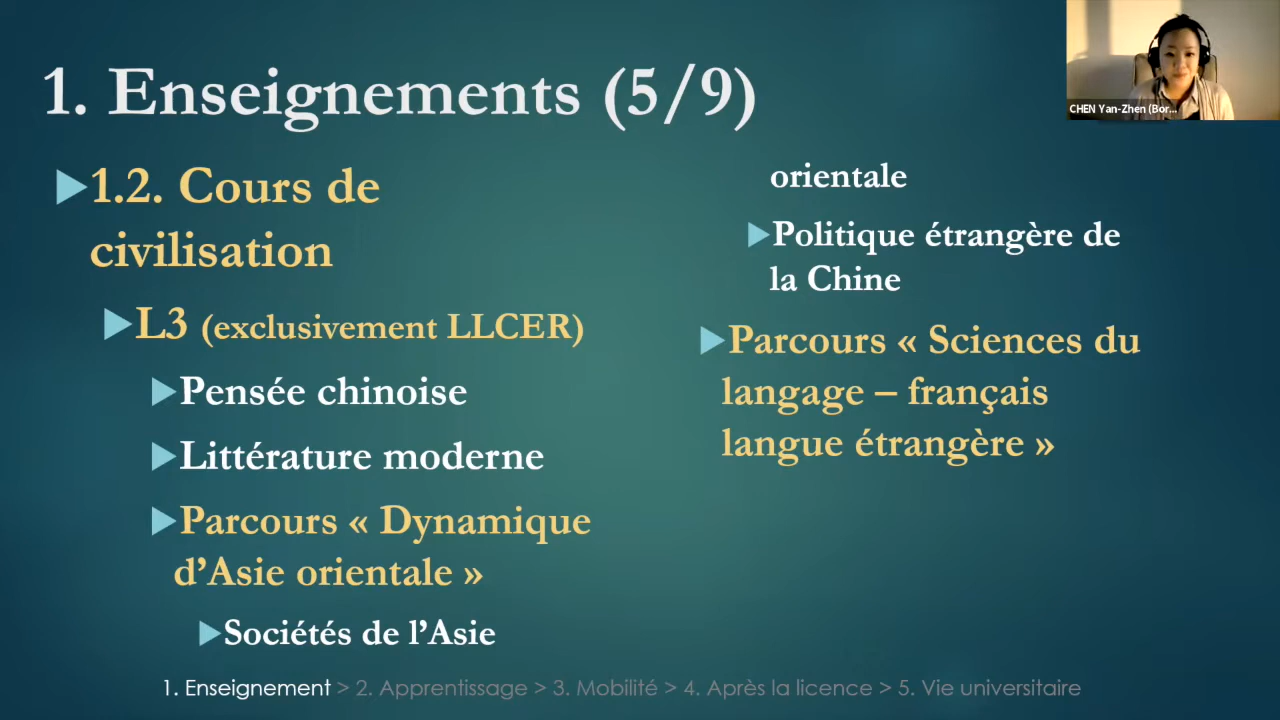 1. Enseignements (5/9)
CHEN Yan-Zhen (Bor...
1.2. Cours de
civilisation
L3 (exclusivement LLCER)
Pensée chinoise
Littérature moderne
Parcours « Dynamique
d’Asie orientale »
Sociétés de l’Asie
orientale
Politique étrangère de
la Chine
Parcours « Sciences du
langage – français
langue étrangère »
1. Enseignement > 2. Apprentissage > 3. Mobilité > 4. Après la licence > 5. Vie universitaire